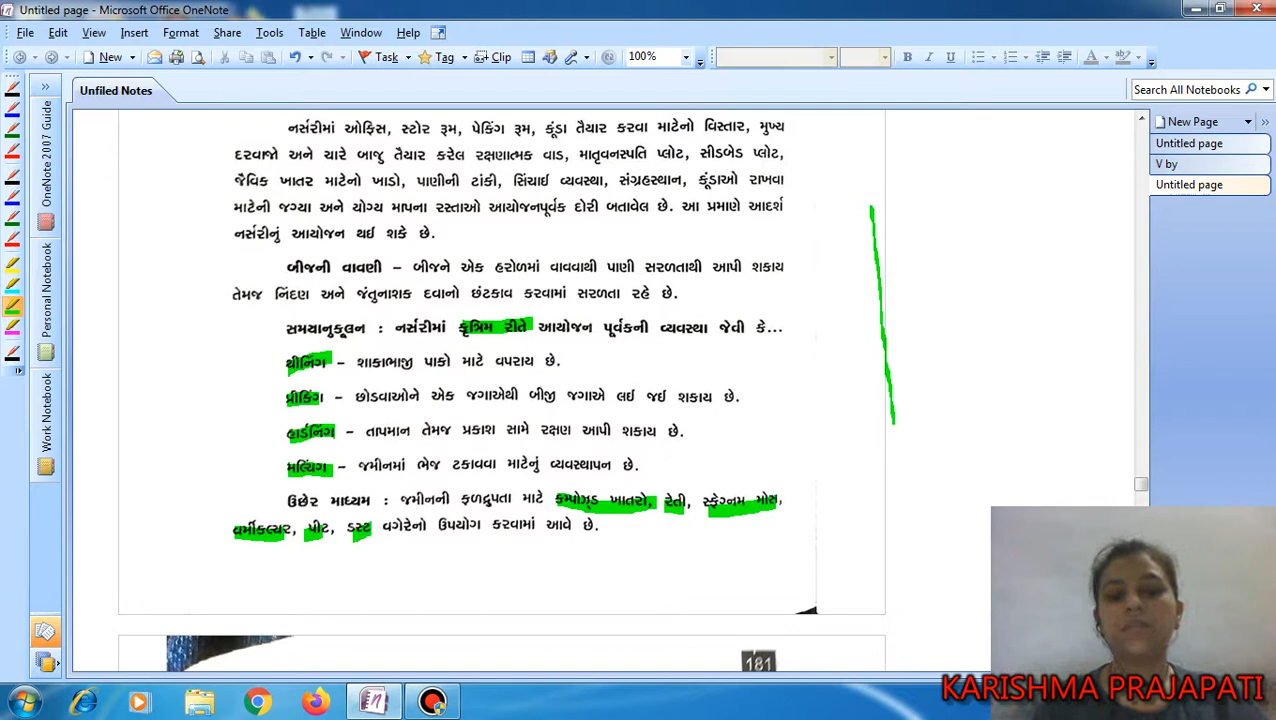 Untitled page - Microsoft Office OneNote
File Edit View Insert Format Share Tools Table Window Help
New Task Tag Clip 100% B I U
Unfiled Notes
Search All Notebooks
New Page
Untitled page
V by
Untitled page
OneNote 2007 Guide
Personal Notebook
Work Notebook
નર્સરીમાં ઓફિસ, સ્ટોર રૂમ, પેકિંગ રૂમ, કૂંડા તૈયાર કરવા માટેનો વિસ્તાર, મુખ્ય
દરવાજો અને ચારે બાજુ તૈયાર કરેલ રક્ષણાત્મક વાડ, માતૃવનસ્પતિ પ્લોટ, સીડબેડ પ્લોટ,
જૈવિક ખાતર માટેનો ખાડો, પાણીની ટાંકી, સિંચાઈ વ્યવસ્થા, સંગ્રહસ્થાન, કૂંડાઓ રાખવા
માટેની જગ્યા અને યોગ્ય માપના રસ્તાઓ આયોજનપૂર્વક દોરી બતાવેલ છે. આ પ્રમાણે આદર્શ
નર્સરીનું આયોજન થઈ શકે છે.
બીજની વાવણી – બીજને એક હરોળમાં વાવવાથી પાણી સરળતાથી આપી શકાય
તેમજ નિંદણ અને જંતુનાશક દવાનો છંટકાવ કરવામાં સરળતા રહે છે.
સમયાનુકૂલન : નર્સરીમાં કૃત્રિમ રીતે આયોજન પૂર્વકની વ્યવસ્થા જેવી કે...
થીનિંગ – શાકાભાજી પાકો માટે વપરાય છે.
પ્રીકિંગ – છોડવાઓને એક જગાએથી બીજી જગાએ લઈ જઈ શકાય છે.
હાર્ડનિંગ – તાપમાન તેમજ પ્રકાશ સામે રક્ષણ આપી શકાય છે.
મલ્ચિંગ – જમીનમાં ભેજ ટકાવવા માટેનું વ્યવસ્થાપન છે.
ઉછેર માધ્યમ : જમીનની ફળદ્રુપતા માટે કમ્પોઝ્ડ ખાતરો, રેતી, સ્ફેગ્નમ મોસ,
વર્મીકલ્ચર, પીટ, ડસ્ટ વગેરેનો ઉપયોગ કરવામાં આવે છે.
181
KARISHMA PRAJAPATI